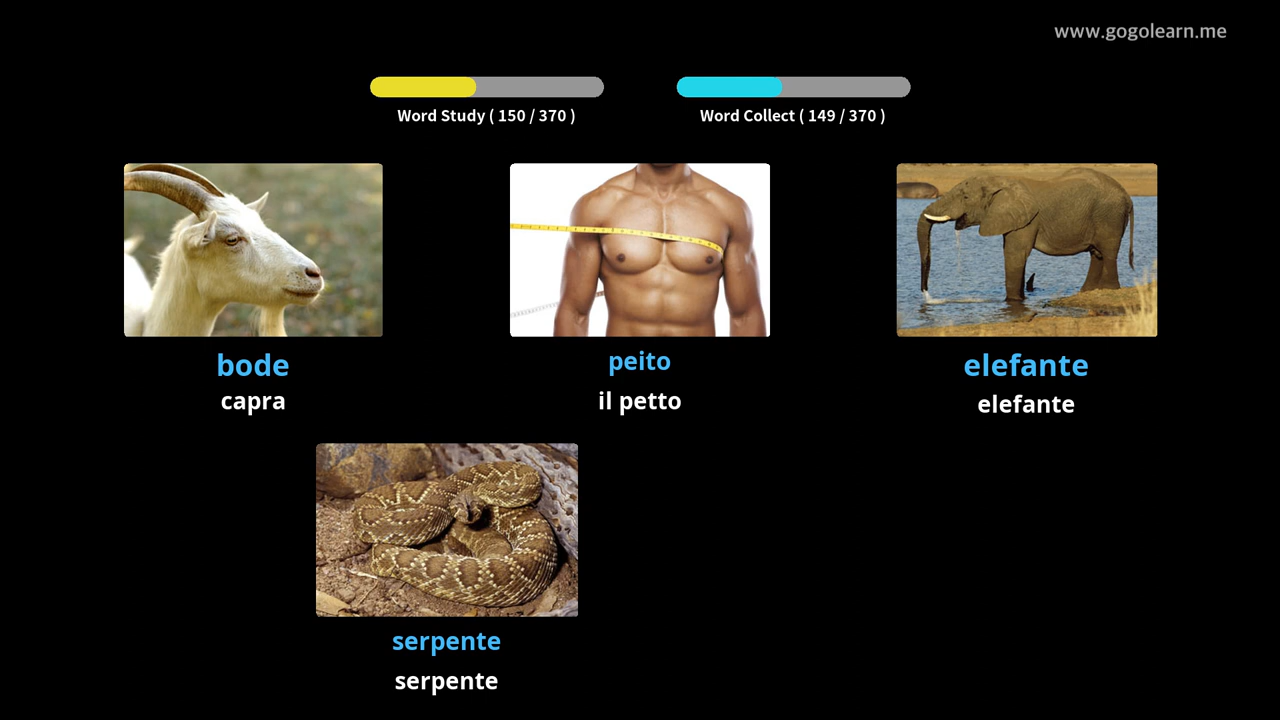 www.gogolearn.me
Word Study ( 150 / 370 )
Word Collect ( 149 / 370 )
bode
capra
peito
il petto
elefante
elefante
serpente
serpente